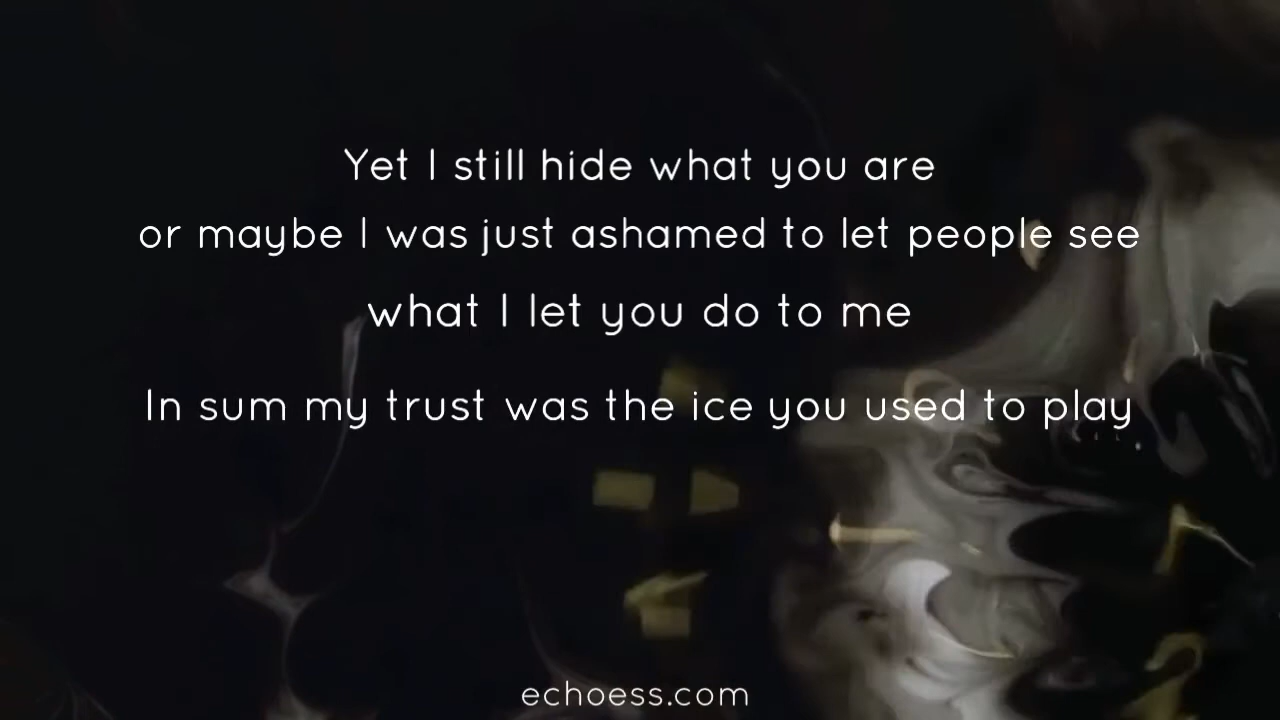 Yet I still hide what you are
or maybe I was just ashamed to let people see
what I let you do to me
In sum my trust was the ice you used to play
echoess.com